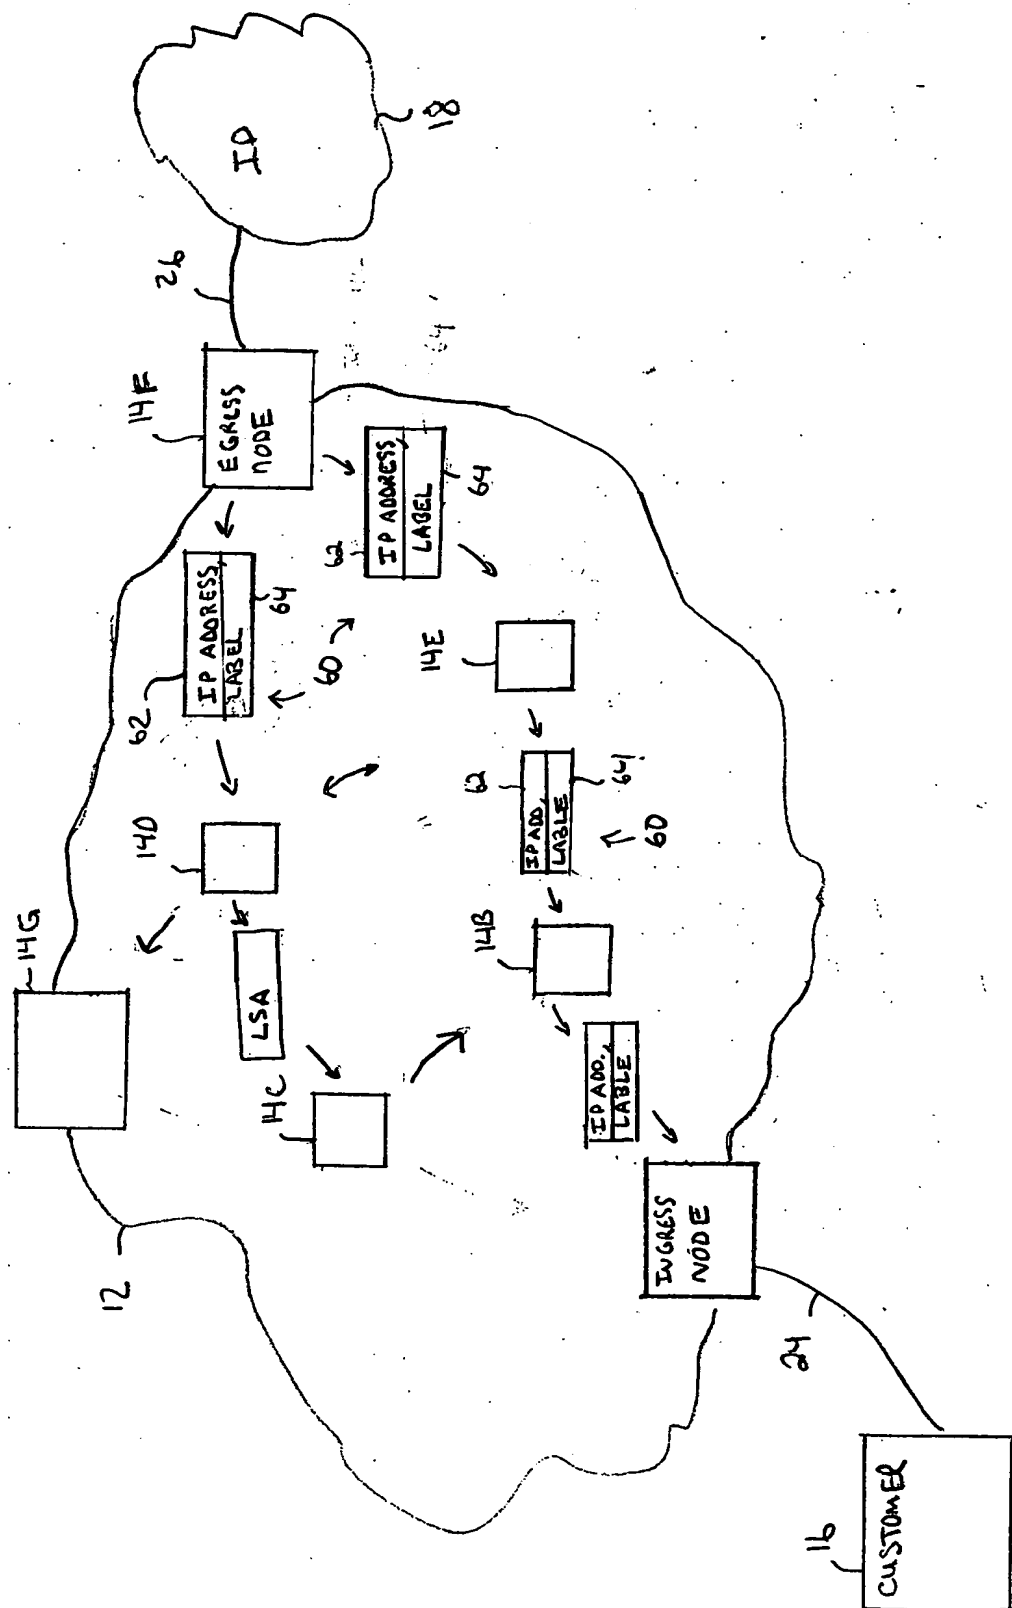 14G
12
14D
62
14F
26
EGRESS
NODE
IP
18
IP ADDRESS,
LABEL
64
LSA
14C
60
62
IP ADDRESS,
LABEL
64
14E
62
IP ADD,
LABLE
64
60
14B
IP ADD.,
LABLE
INGRESS
NODE
24
16
CUSTOMER